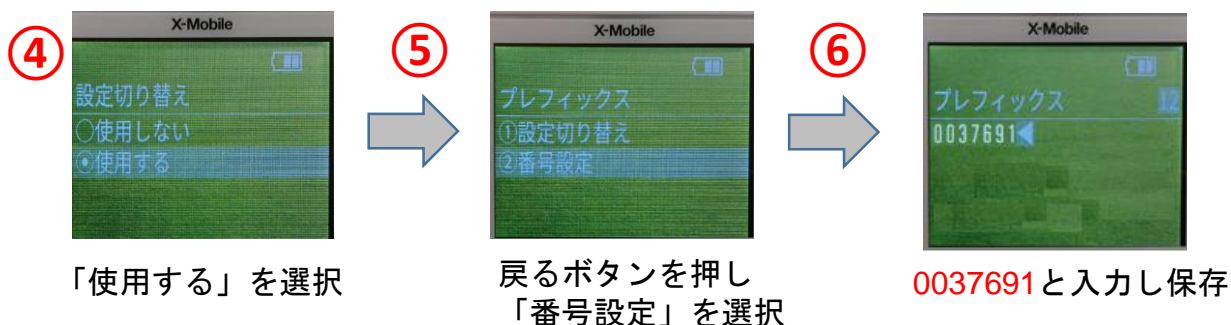 ④
X-Mobile
設定切り替え
○使用しない
⦿使用する
「使用する」を選択
⑤
X-Mobile
プレフィックス
①設定切り替え
②番号設定
戻るボタンを押し
「番号設定」を選択
⑥
X-Mobile
プレフィックス 12
0037691
0037691と入力し保存